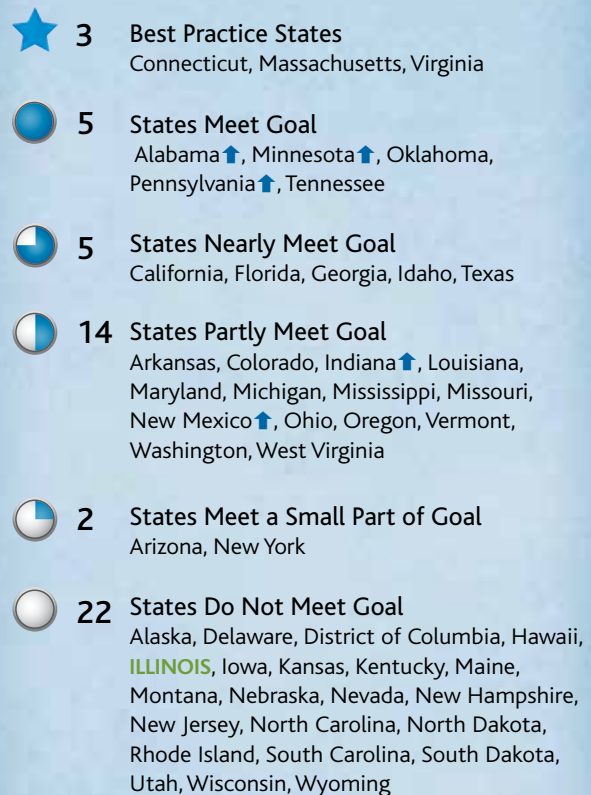 3 Best Practice States
Connecticut, Massachusetts, Virginia
5 States Meet Goal
Alabama⬆, Minnesota⬆, Oklahoma,
Pennsylvania⬆, Tennessee
5 States Nearly Meet Goal
California, Florida, Georgia, Idaho, Texas
14 States Partly Meet Goal
Arkansas, Colorado, Indiana⬆, Louisiana,
Maryland, Michigan, Mississippi, Missouri,
New Mexico⬆, Ohio, Oregon, Vermont,
Washington, West Virginia
2 States Meet a Small Part of Goal
Arizona, New York
22 States Do Not Meet Goal
Alaska, Delaware, District of Columbia, Hawaii,
ILLINOIS, Iowa, Kansas, Kentucky, Maine,
Montana, Nebraska, Nevada, New Hampshire,
New Jersey, North Carolina, North Dakota,
Rhode Island, South Carolina, South Dakota,
Utah, Wisconsin, Wyoming